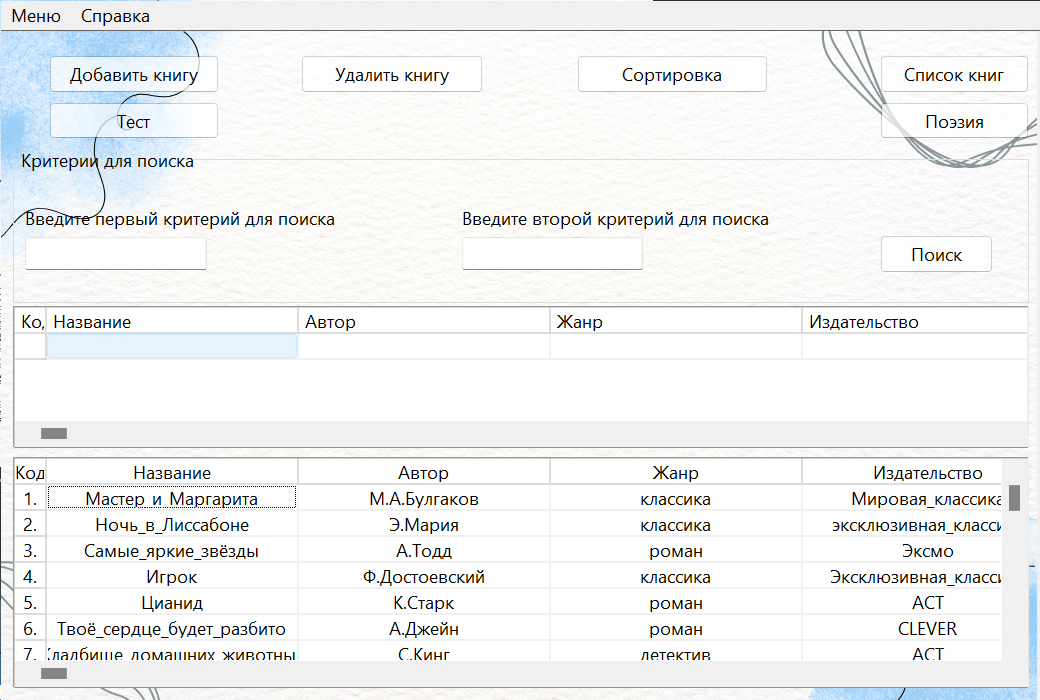 Меню Справка
Добавить книгу Удалить книгу Сортировка Список книг
Тест Поэзия
Критерии для поиска
Введите первый критерий для поиска Введите второй критерий для поиска
Поиск
Ко Название Автор Жанр Издательство
Код Название Автор Жанр Издательство
1. Мастер_и_Маргарита М.А.Булгаков классика Мировая_классика
2. Ночь_в_Лиссабоне Э.Мария классика эксклюзивная_класси
3. Самые_яркие_звёзды А.Тодд роман Эксмо
4. Игрок Ф.Достоевский классика Эксклюзивная_класси
5. Цианид К.Старк роман АСТ
6. Твоё_сердце_будет_разбито А.Джейн роман CLEVER
7. Кладбище_домашних_животны С.Кинг детектив АСТ